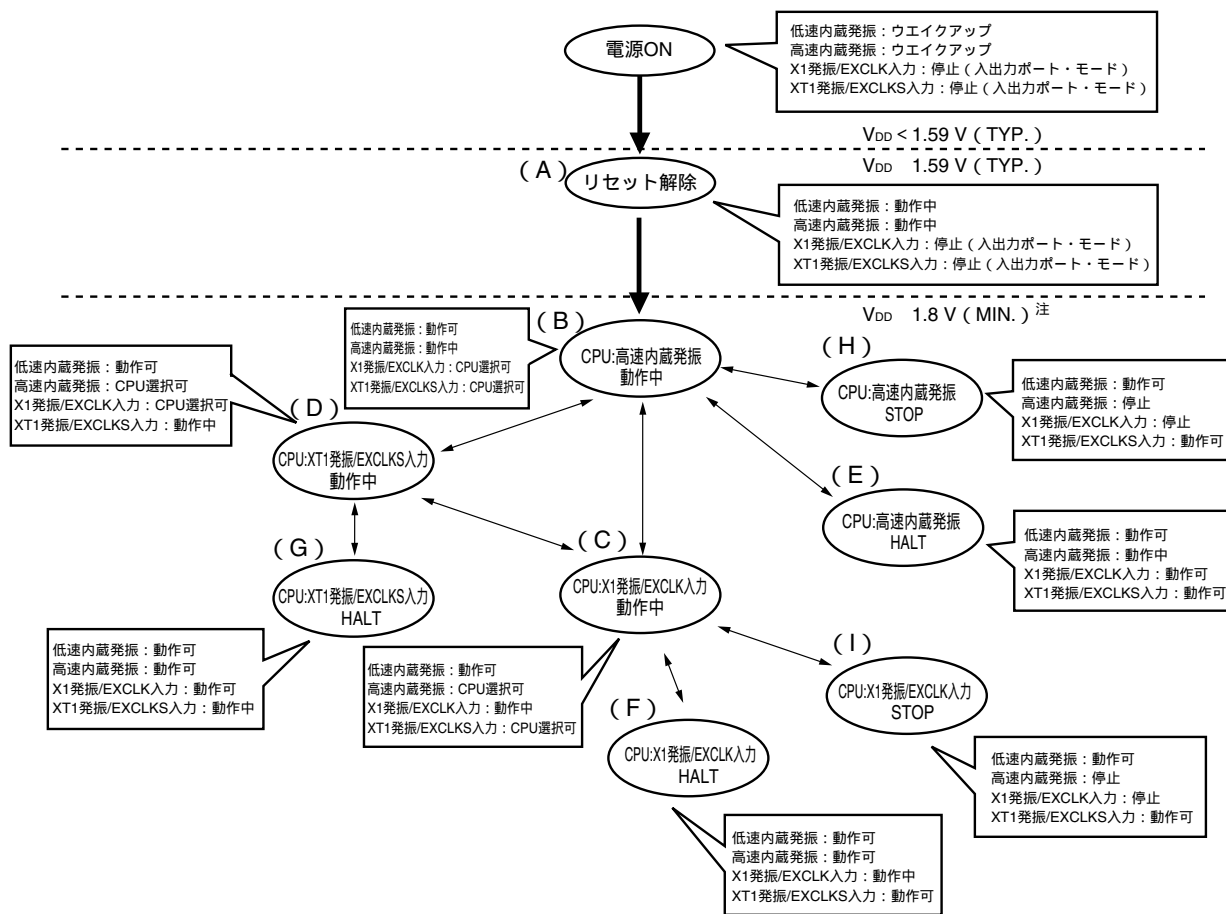 電源ON
低速内蔵発振：ウエイクアップ
高速内蔵発振：ウエイクアップ
X1発振/EXCLK入力：停止（入出力ポート・モード）
XT1発振/EXCLKS入力：停止（入出力ポート・モード）
VDD < 1.59 V（TYP.）
VDD 1.59 V（TYP.）
（A）
リセット解除
低速内蔵発振：動作中
高速内蔵発振：動作中
X1発振/EXCLK入力：停止（入出力ポート・モード）
XT1発振/EXCLKS入力：停止（入出力ポート・モード）
VDD 1.8 V（MIN.）注
（B）
CPU:高速内蔵発振
動作中
低速内蔵発振：動作可
高速内蔵発振：動作中
X1発振/EXCLK入力：CPU選択可
XT1発振/EXCLKS入力：CPU選択可
（H）
CPU:高速内蔵発振
STOP
低速内蔵発振：動作可
高速内蔵発振：停止
X1発振/EXCLK入力：停止
XT1発振/EXCLKS入力：動作可
低速内蔵発振：動作可
高速内蔵発振：CPU選択可
X1発振/EXCLK入力：CPU選択可
XT1発振/EXCLKS入力：動作中
（D）
CPU:XT1発振/EXCLKS入力
動作中
（E）
CPU:高速内蔵発振
HALT
低速内蔵発振：動作可
高速内蔵発振：動作中
X1発振/EXCLK入力：動作可
XT1発振/EXCLKS入力：動作可
（G）
CPU:XT1発振/EXCLKS入力
HALT
低速内蔵発振：動作可
高速内蔵発振：動作可
X1発振/EXCLK入力：動作可
XT1発振/EXCLKS入力：動作中
（C）
CPU:X1発振/EXCLK入力
動作中
低速内蔵発振：動作可
高速内蔵発振：CPU選択可
X1発振/EXCLK入力：動作中
XT1発振/EXCLKS入力：CPU選択可
（I）
CPU:X1発振/EXCLK入力
STOP
低速内蔵発振：動作可
高速内蔵発振：停止
X1発振/EXCLK入力：停止
XT1発振/EXCLKS入力：動作可
（F）
CPU:X1発振/EXCLK入力
HALT
低速内蔵発振：動作可
高速内蔵発振：動作可
X1発振/EXCLK入力：動作中
XT1発振/EXCLKS入力：動作可